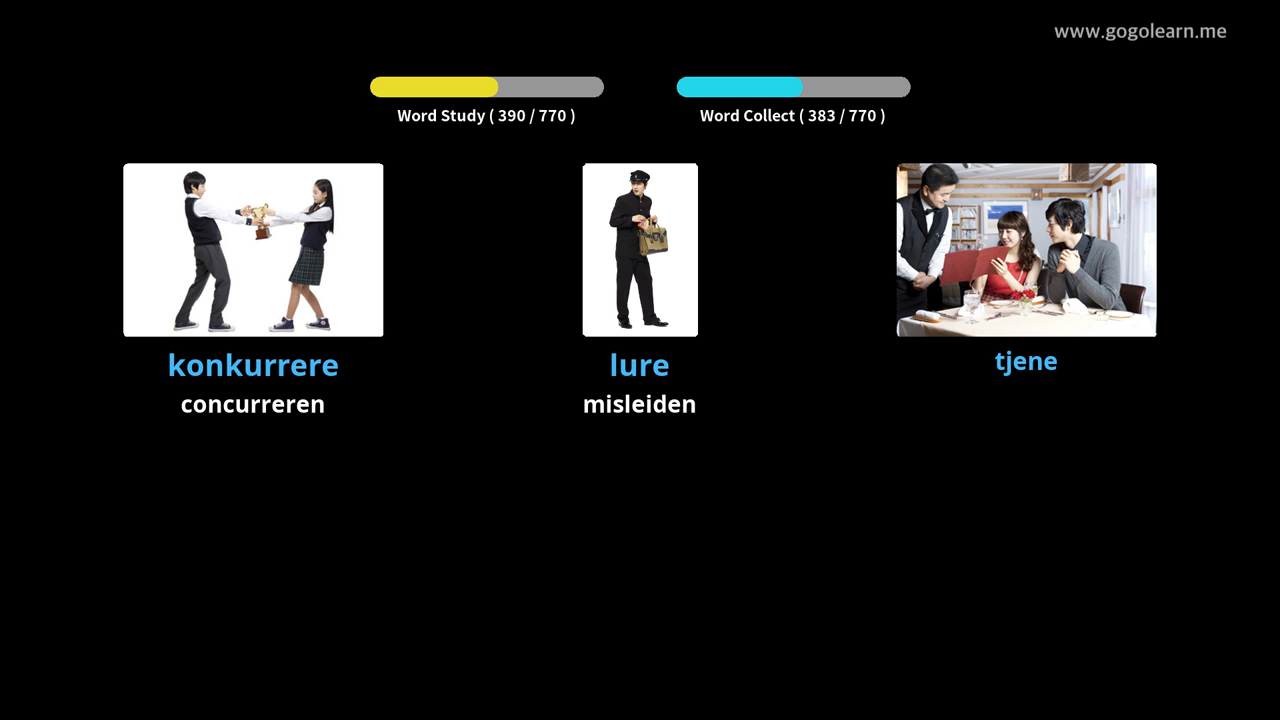 www.gogolearn.me
Word Study ( 390 / 770 )
Word Collect ( 383 / 770 )
konkurrere
concurreren
lure
misleiden
tjene